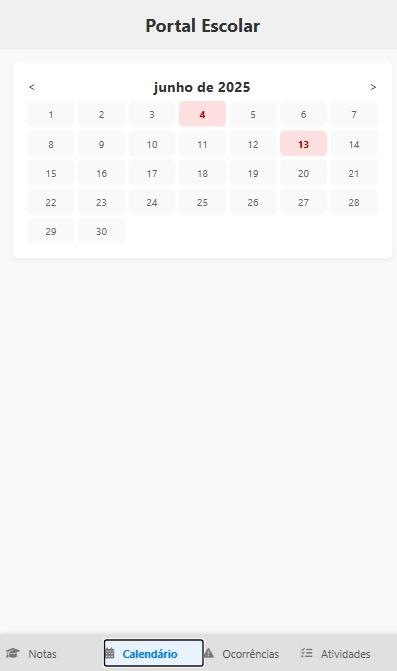 Portal Escolar
< junho de 2025 >
1 2 3 4 5 6 7
8 9 10 11 12 13 14
15 16 17 18 19 20 21
22 23 24 25 26 27 28
29 30
Notas Calendário Ocorrências Atividades